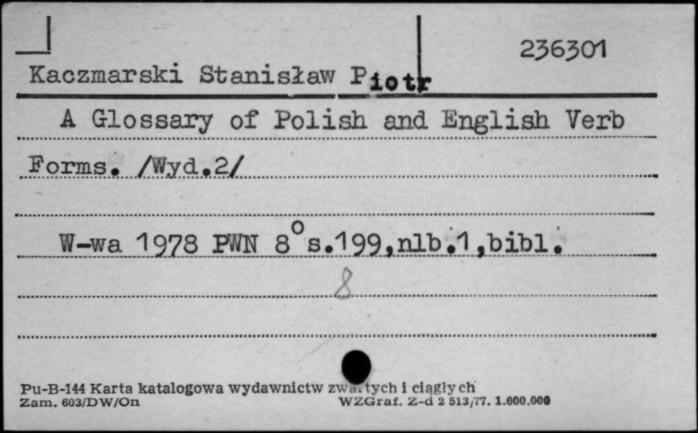 236301
Kaczmarski Stanisław Piotr
A Glossary of Polish and English Verb
Forms. /Wyd.2/
W-wa 1978 PWN 8° s.199,nlb.1,bibl.
8
Pu-B-144 Karta katalogowa wydawnictw zwartych i ciągłych
Zam. 603/DW/On WZGraf. Z-d 2 513/77. 1.000.000